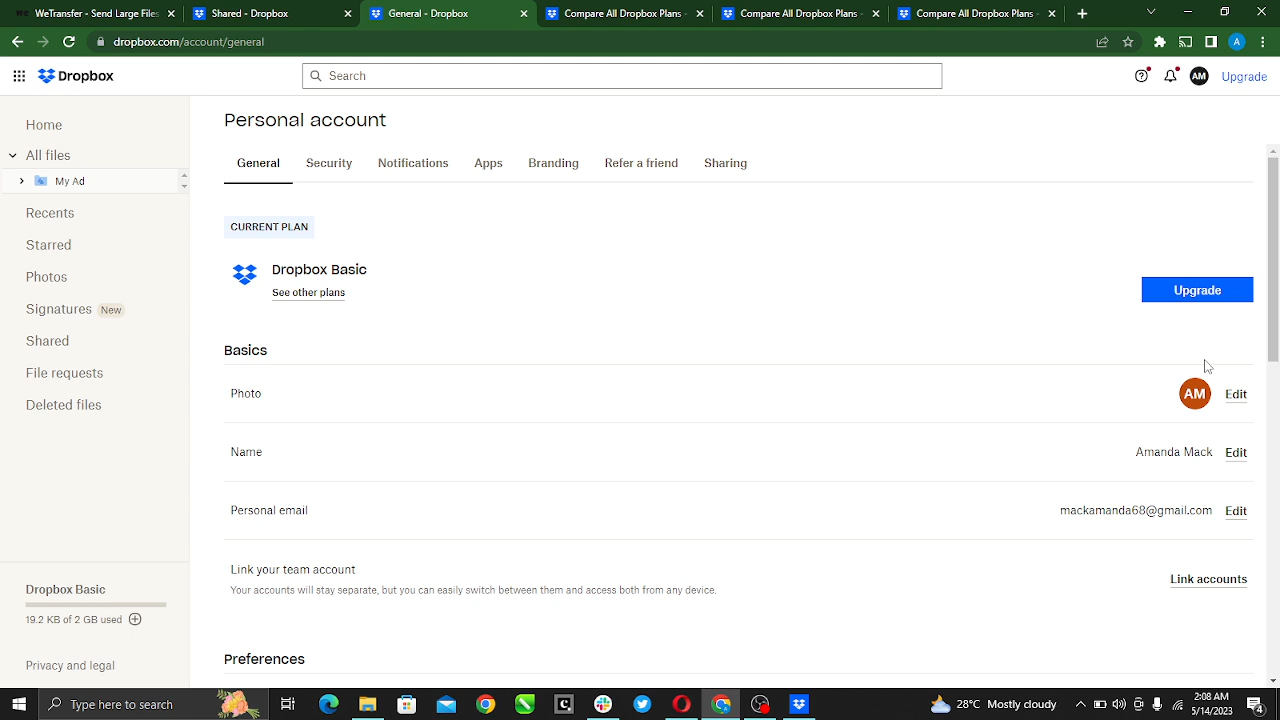 WeTransfer - Send Large Files
Shared - Dropbox
General - Dropbox
Compare All Dropbox Plans -
Compare All Dropbox Plans -
Compare All Dropbox Plans -
dropbox.com/account/general
A
Dropbox
Search
AM
Upgrade
Home
All files
My Ad
Recents
Starred
Photos
Signatures New
Shared
File requests
Deleted files
Dropbox Basic
19.2 KB of 2 GB used
Privacy and legal
Personal account
General Security Notifications Apps Branding Refer a friend Sharing
CURRENT PLAN
Dropbox Basic
See other plans
Upgrade
Basics
Photo AM Edit
Name Amanda Mack Edit
Personal email mackamanda68@gmail.com Edit
Link your team account
Your accounts will stay separate, but you can easily switch between them and access both from any device.
Link accounts
Preferences
Type here to search
28°C Mostly cloudy
2:08 AM
5/14/2023
4